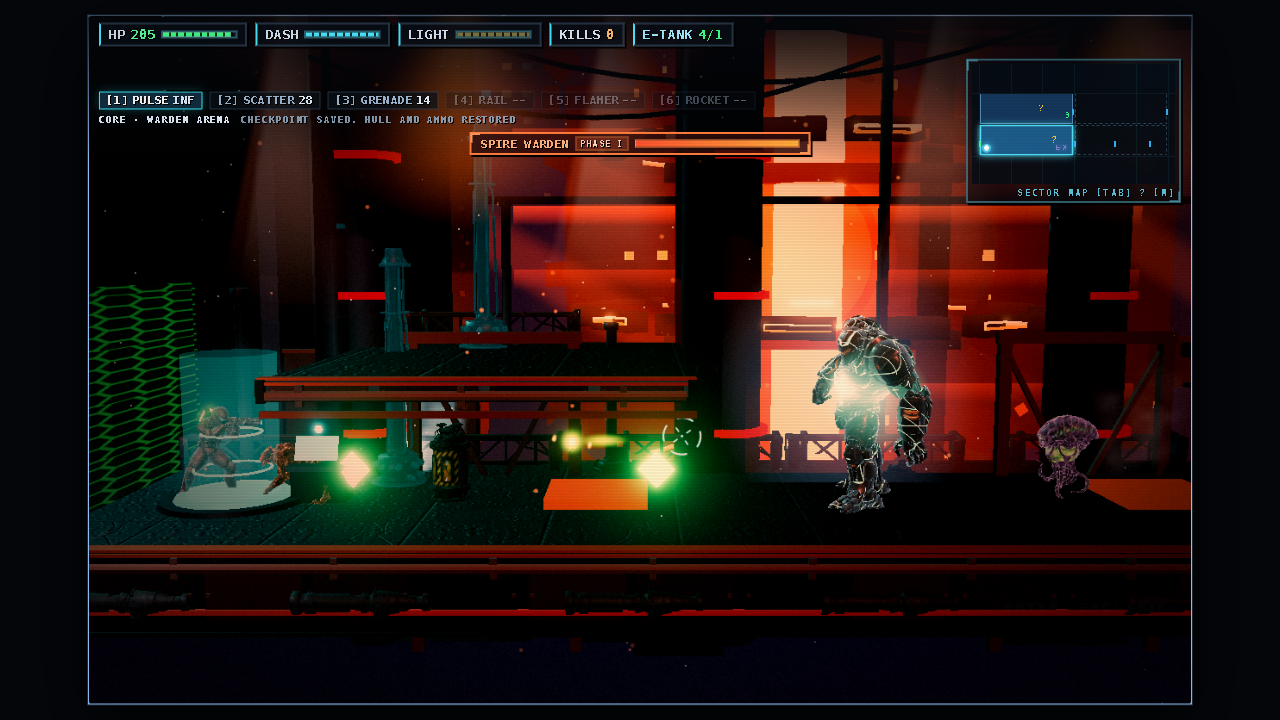 HP 205 DASH LIGHT KILLS 0 E-TANK 4/1
[1] PULSE INF [2] SCATTER 28 [3] GRENADE 14 [4] RAIL -- [5] FLAMER -- [6] ROCKET --
CORE · WARDEN ARENA CHECKPOINT SAVED. HULL AND AMMO RESTORED
SPIRE WARDEN PHASE I
?
?
SECTOR MAP [TAB] ? [M]